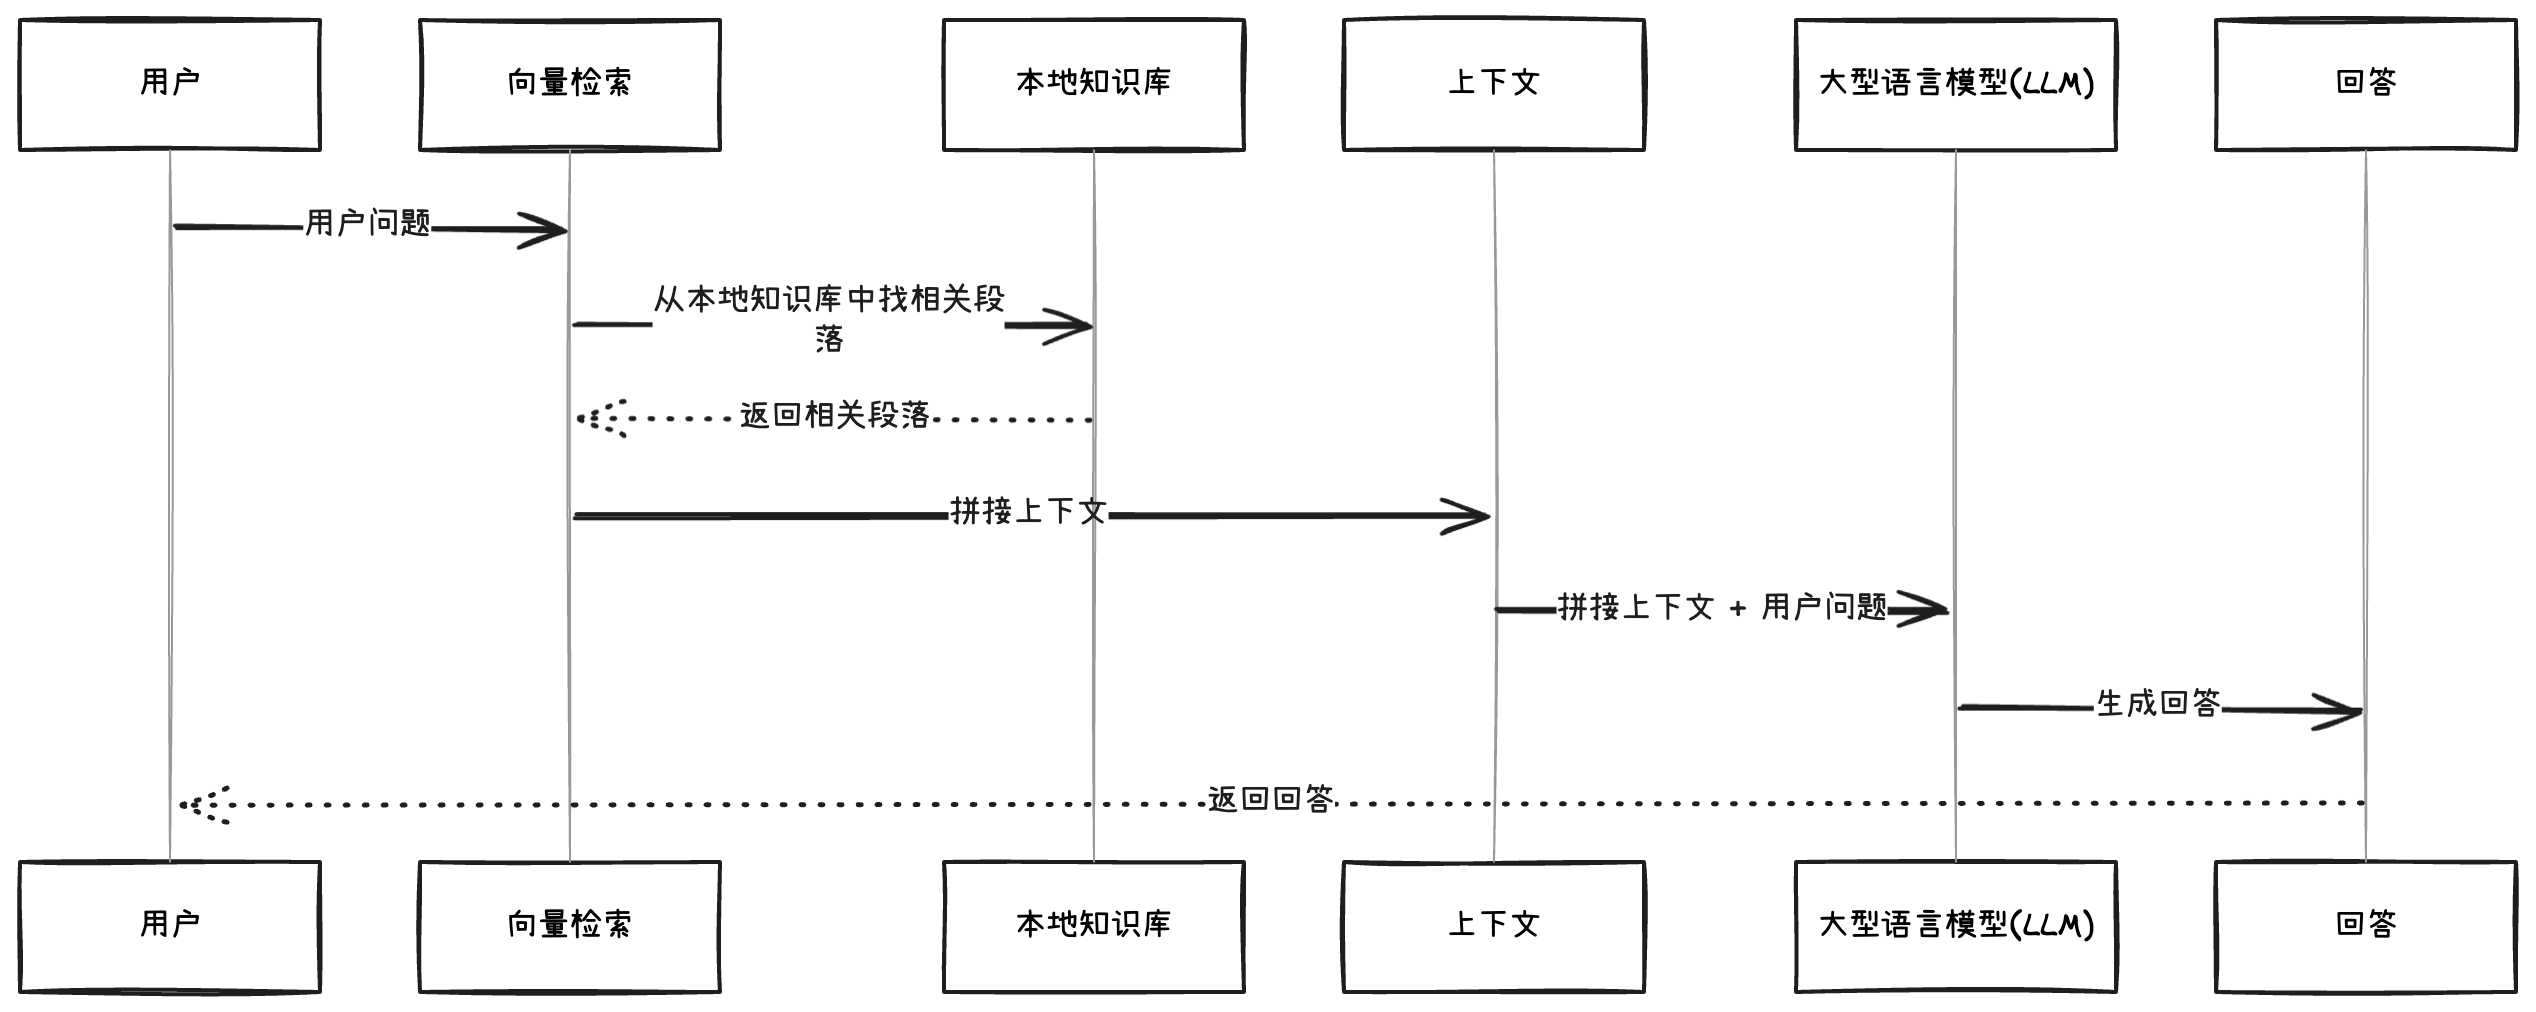 用户
向量检索
本地知识库
上下文
大型语言模型(LLM)
回答
用户问题
从本地知识库中找相关段
落
返回相关段落
拼接上下文
拼接上下文 + 用户问题
生成回答
返回回答
用户
向量检索
本地知识库
上下文
大型语言模型(LLM)
回答